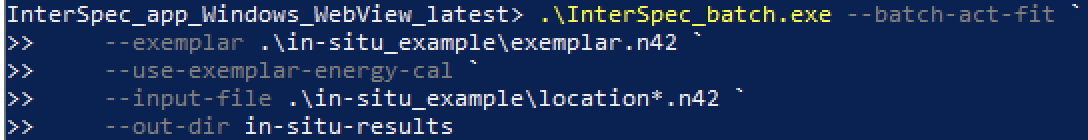 InterSpec_app_Windows_WebView_latest> .\InterSpec_batch.exe --batch-act-fit `
>>     --exemplar .\in-situ_example\exemplar.n42 `
>>     --use-exemplar-energy-cal `
>>     --input-file .\in-situ_example\location*.n42 `
>>     --out-dir in-situ-results